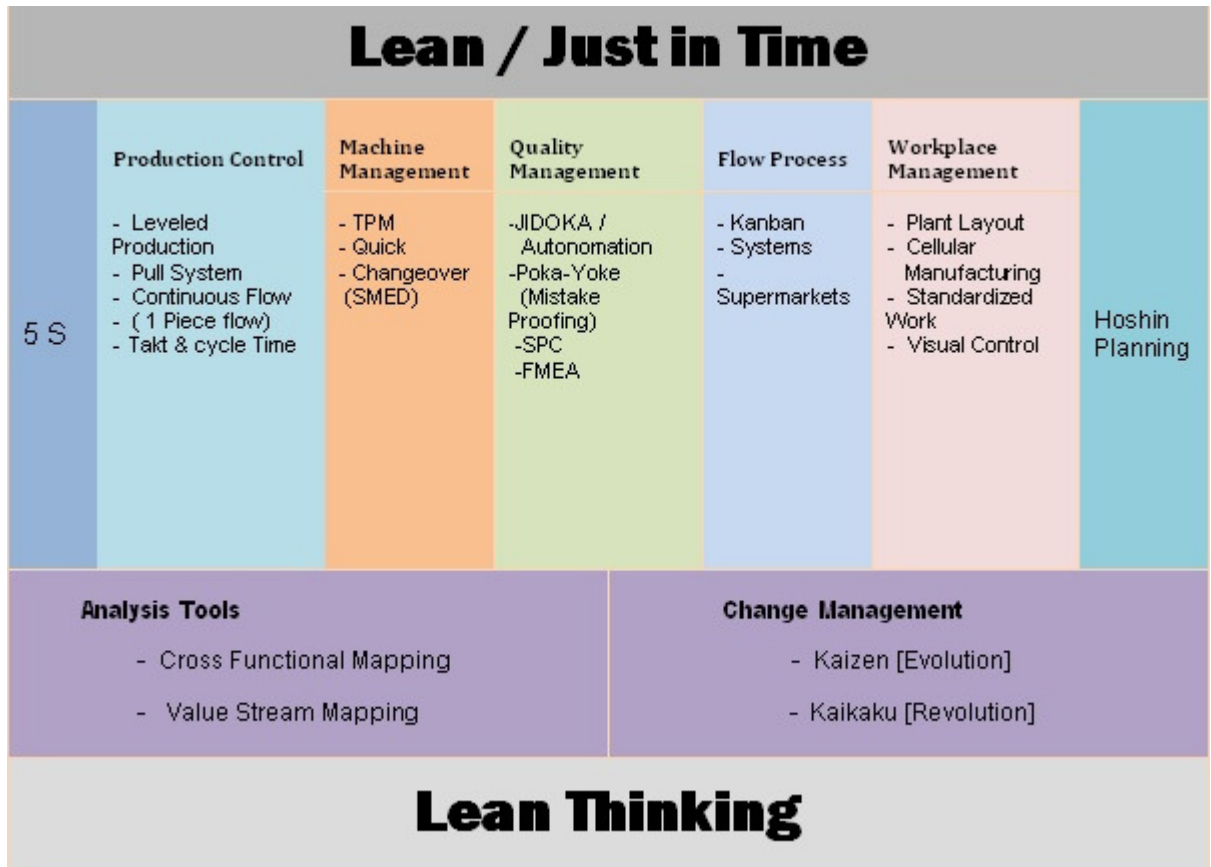 Lean / Just in Time
5 S
Production Control
- Leveled
Production
- Pull System
- Continuous Flow
- ( 1 Piece flow)
- Takt & cycle Time
Machine
Management
- TPM
- Quick
- Changeover
(SMED)
Quality
Management
-JIDOKA /
Autonomation
-Poka-Yoke
(Mistake
Proofing)
-SPC
-FMEA
Flow Process
- Kanban
- Systems
-
Supermarkets
Workplace
Management
- Plant Layout
- Cellular
Manufacturing
- Standardized
Work
- Visual Control
Hoshin
Planning
Analysis Tools
- Cross Functional Mapping
- Value Stream Mapping
Change Management
- Kaizen [Evolution]
- Kaikaku [Revolution]
Lean Thinking